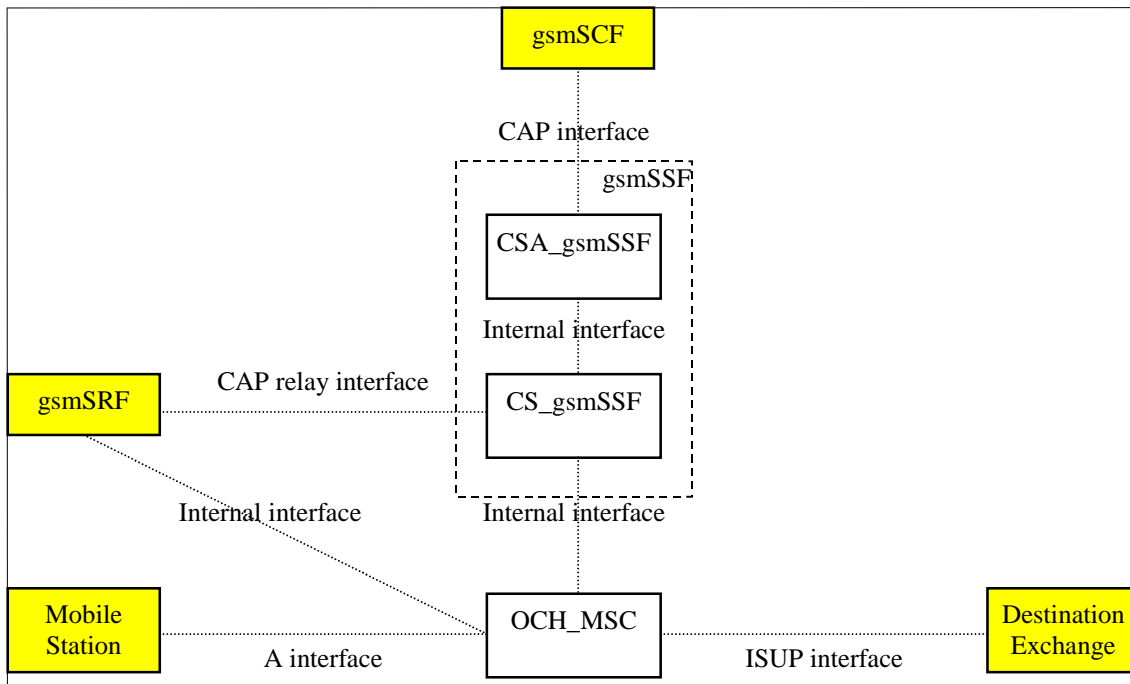 gsmSCF
CAP interface
gsmSSF
CSA_gsmSSF
Internal interface
CAP relay interface
gsmSRF
CS_gsmSSF
Internal interface
Internal interface
Mobile
Station
A interface
OCH_MSC
ISUP interface
Destination
Exchange